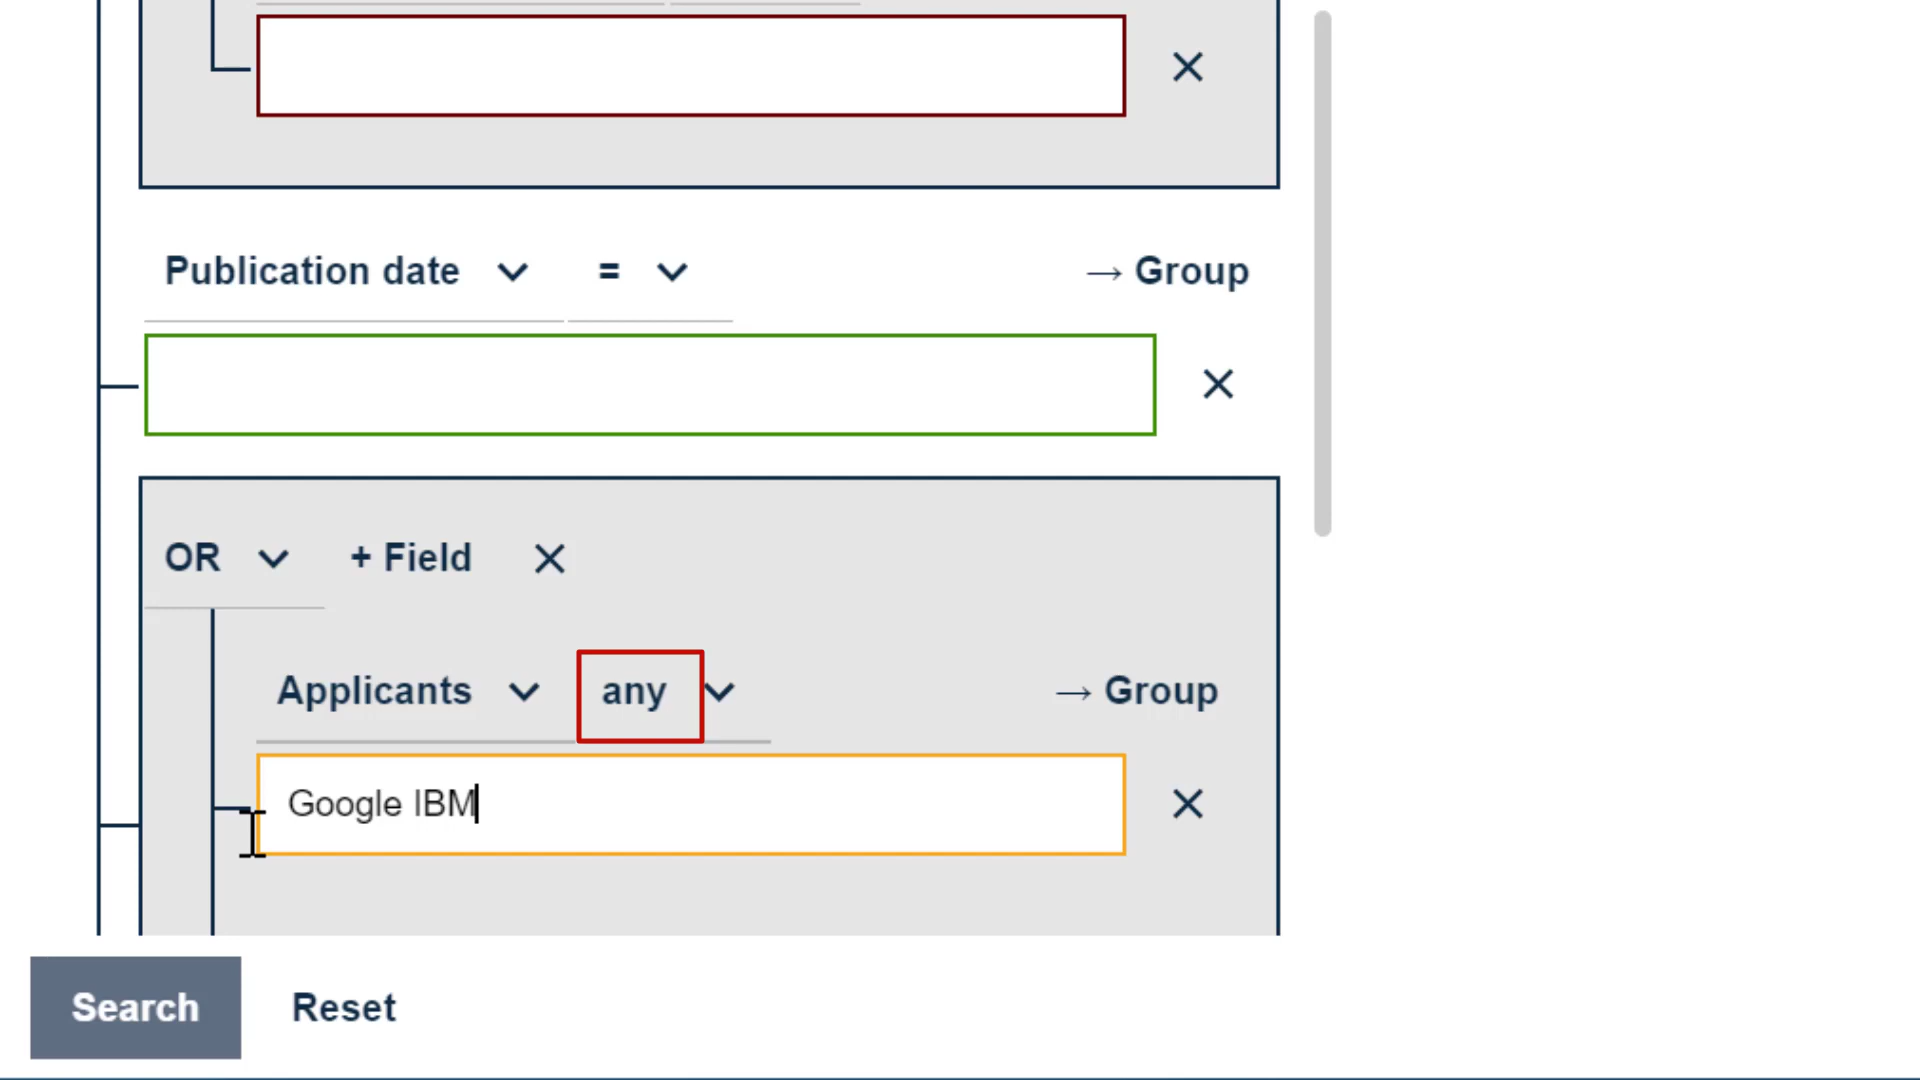 Publication date = → Group
OR + Field
Applicants any → Group
Google IBM
Search Reset